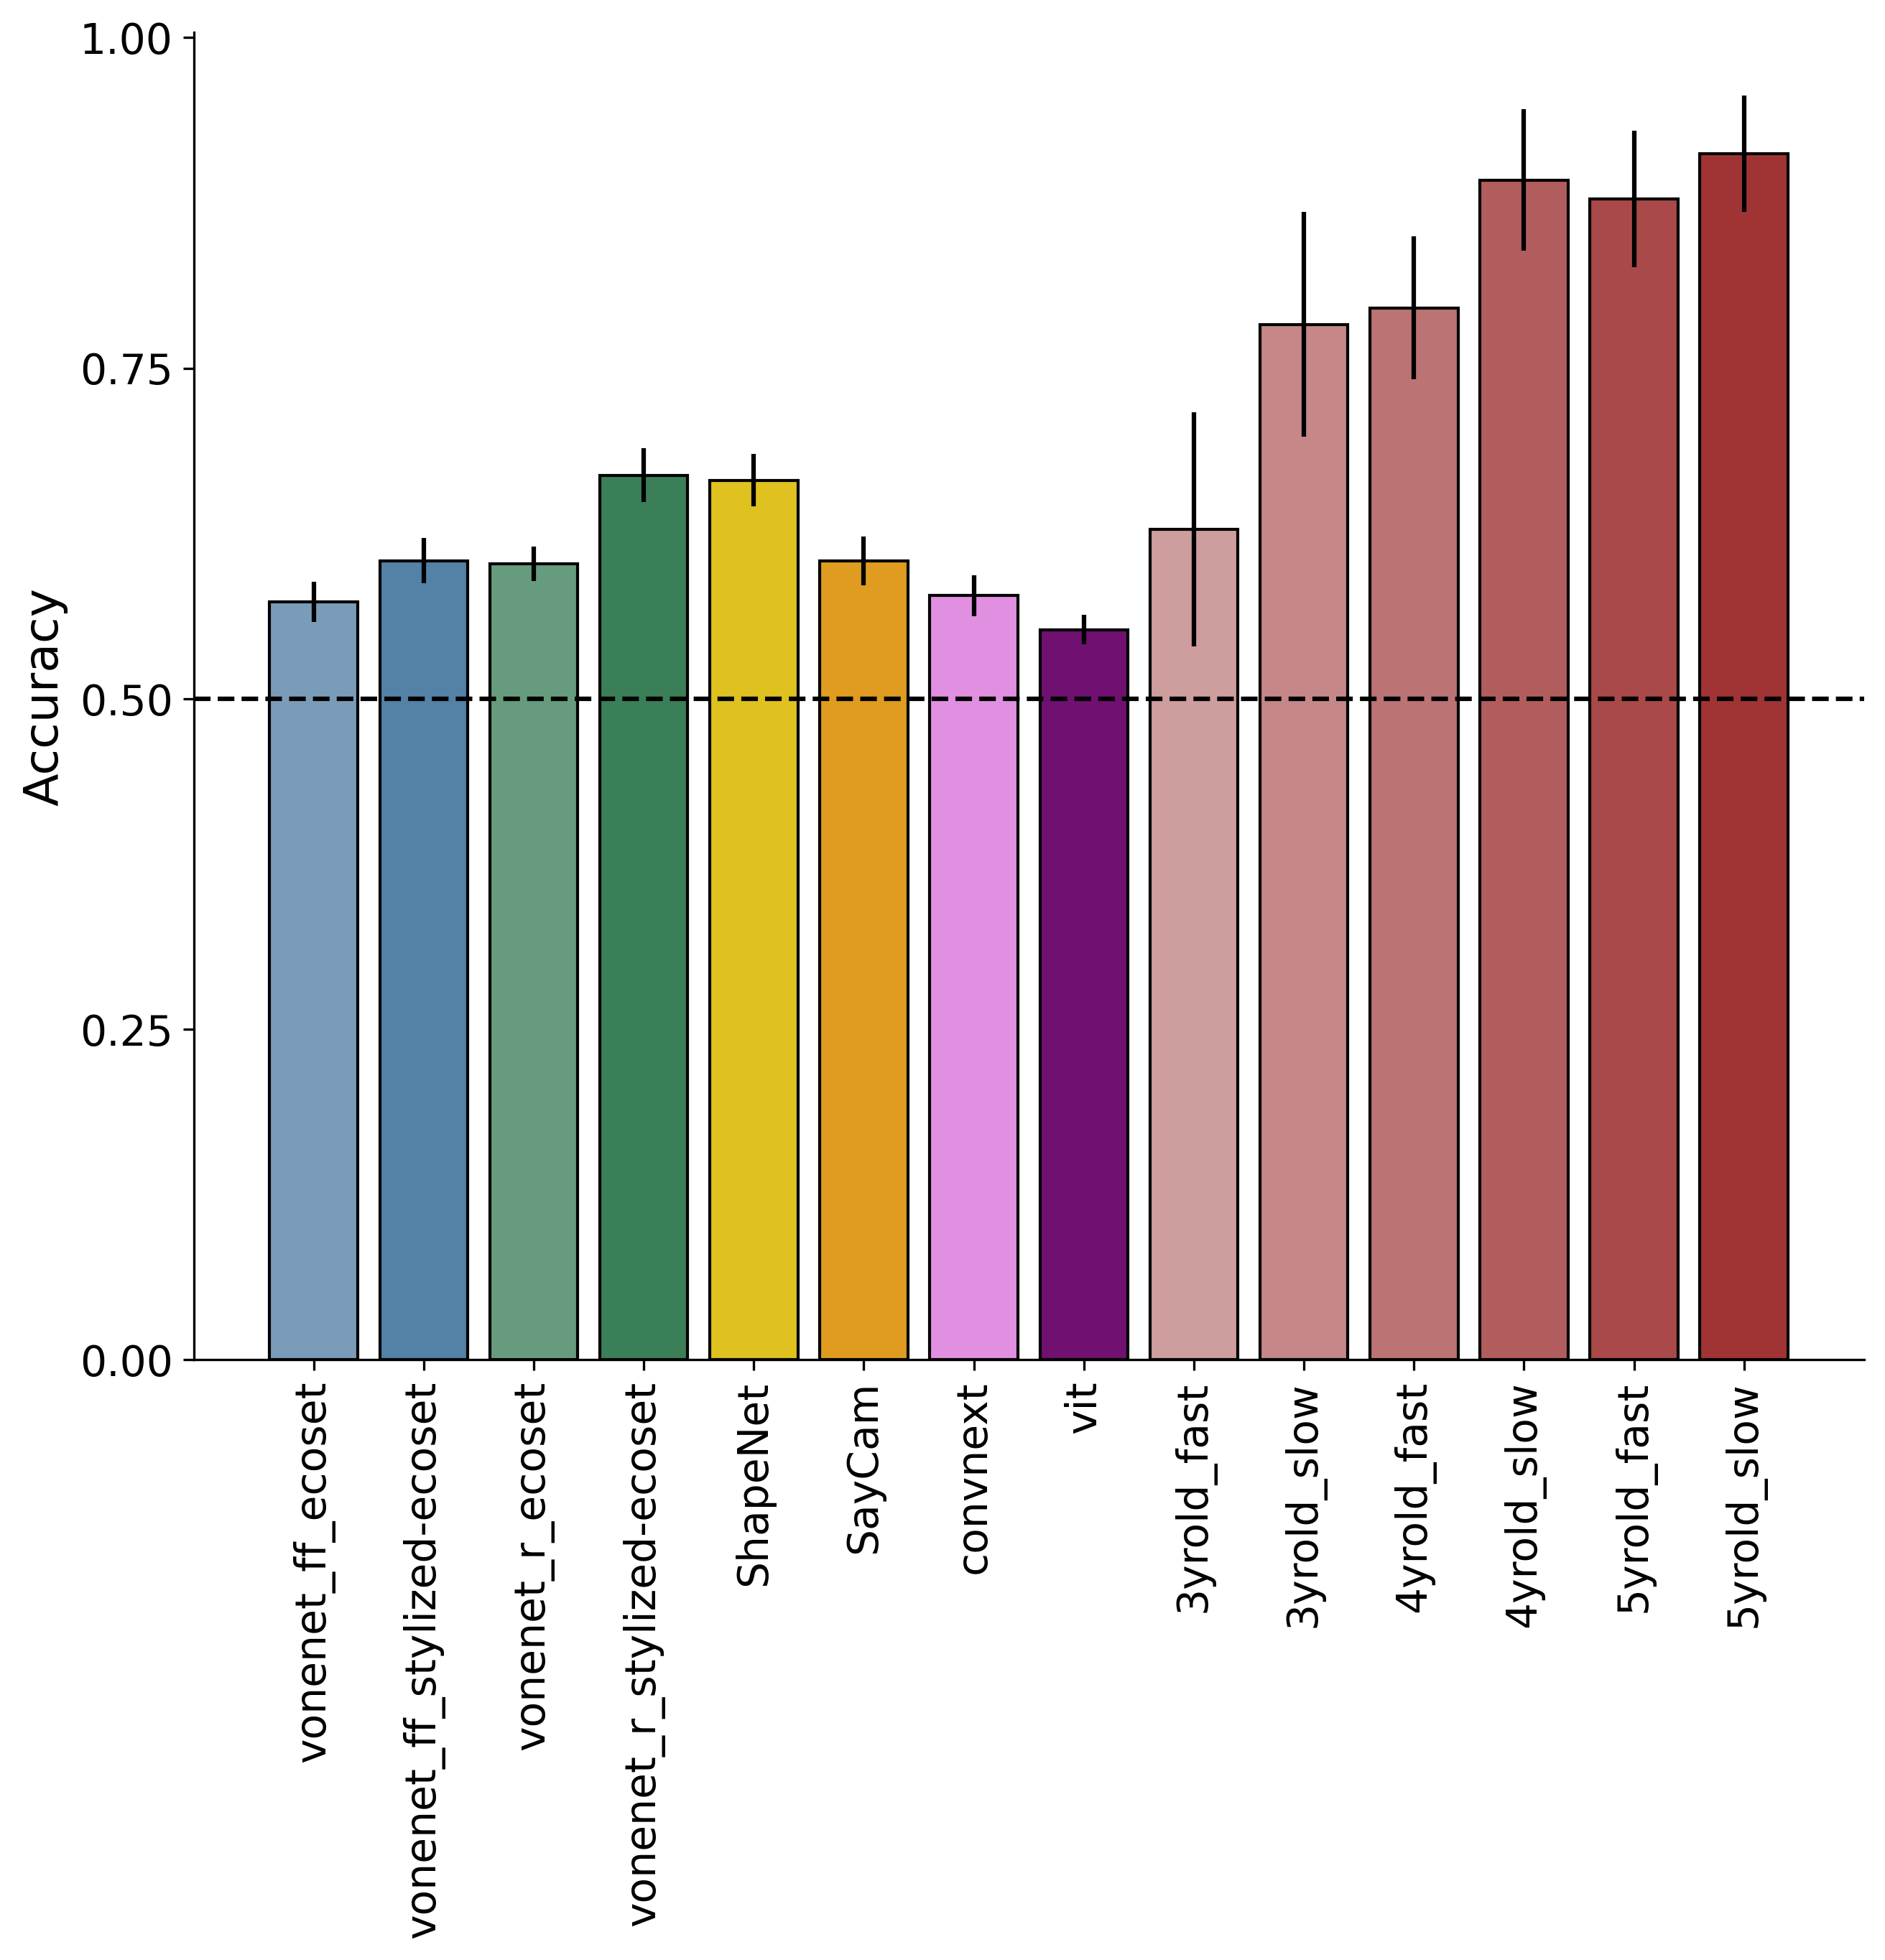 1.00
0.75
0.50
0.25
0.00
Accuracy
vonenet_ff_ecoset
vonenet_ff_stylized-ecoset
vonenet_r_ecoset
vonenet_r_stylized-ecoset
ShapeNet
SayCam
convnext
vit
3yrold_fast
3yrold_slow
4yrold_fast
4yrold_slow
5yrold_fast
5yrold_slow